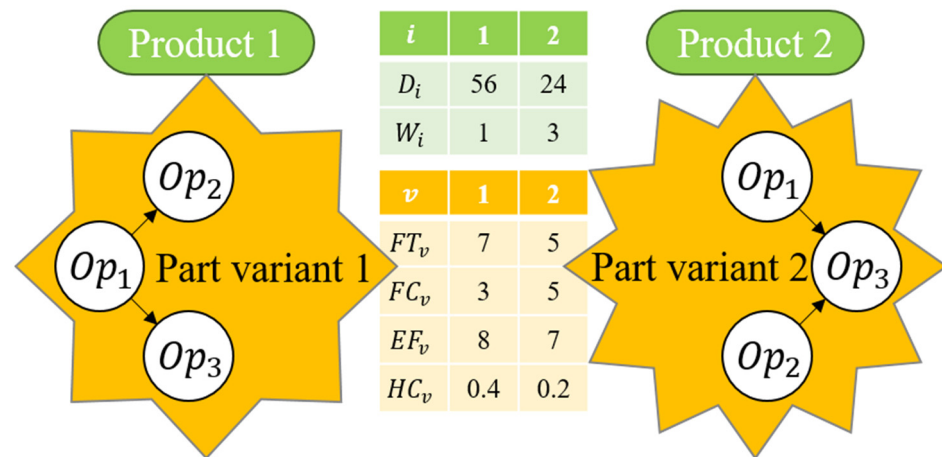 Product 1
Op₂
Op₁ Part variant 1
Op₃
i 1 2
Dᵢ 56 24
Wᵢ 1 3
v 1 2
FTᵥ 7 5
FCᵥ 3 5
EFᵥ 8 7
HCᵥ 0.4 0.2
Product 2
Op₁
Part variant 2 Op₃
Op₂